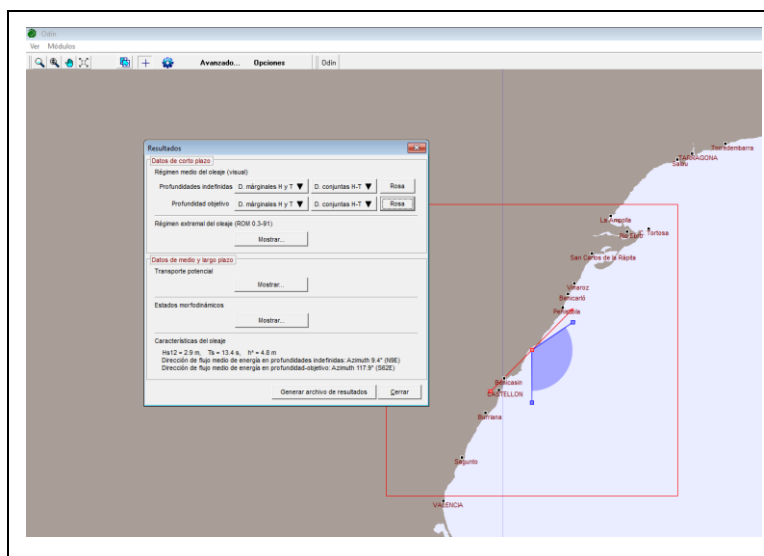 Odín
Ver Módulos
Avanzado... Opciones Odín
Resultados
Datos de corto plazo
Régimen medio del oleaje (visual)
Profundidades indefinidas D. márginales H y T ▼ D. conjuntas H-T ▼ Rosa
Profundidad objetivo D. márginales H y T ▼ D. conjuntas H-T ▼ Rosa
Régimen extremal del oleaje (ROM 0.3-91)
Mostrar...
Datos de medio y largo plazo
Transporte potencial
Mostrar...
Estados morfodinámicos
Mostrar...
Características del oleaje
Hs12 = 2.9 m, Ts = 13.4 s, h* = 4.8 m
Dirección de flujo medio de energía en profundidades indefinidas: Azimuth 9.4° (N9E)
Dirección de flujo medio de energía en profundidad-objetivo: Azimuth 117.9° (S62E)
Generar archivo de resultados Cerrar
Torredembarra
TARRAGONA
Salou
La Ampolla
Tortosa
San Carlos de la Rápita
Vinaroz
Benicarló
Peñíscola
Benicasin
CASTELLON
Burriana
Sagunto
VALENCIA